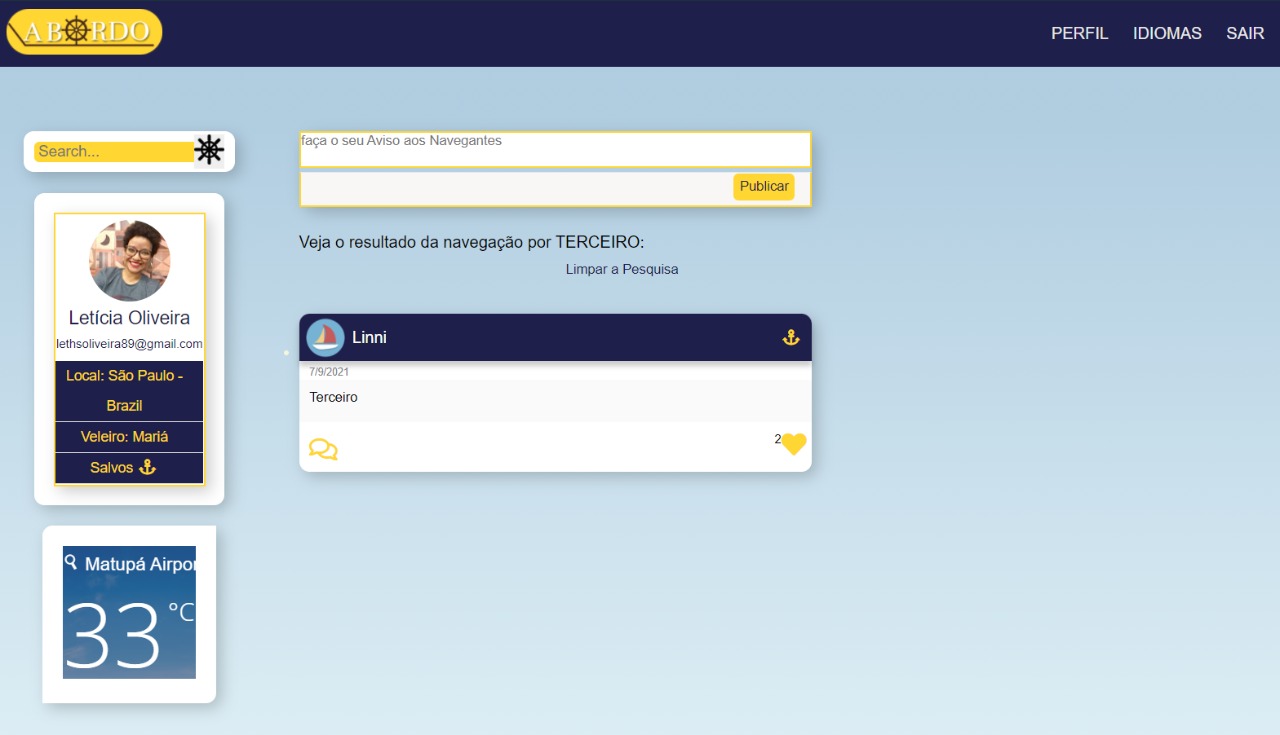 A BORDO
PERFIL IDIOMAS SAIR
Search...
Letícia Oliveira
lethsoliveira89@gmail.com
Local: São Paulo -
Brazil
Veleiro: Mariá
Salvos
Matupá Airpor
33 °C
faça o seu Aviso aos Navegantes
Publicar
Veja o resultado da navegação por TERCEIRO:
Limpar a Pesquisa
Linni
7/9/2021
Terceiro
2